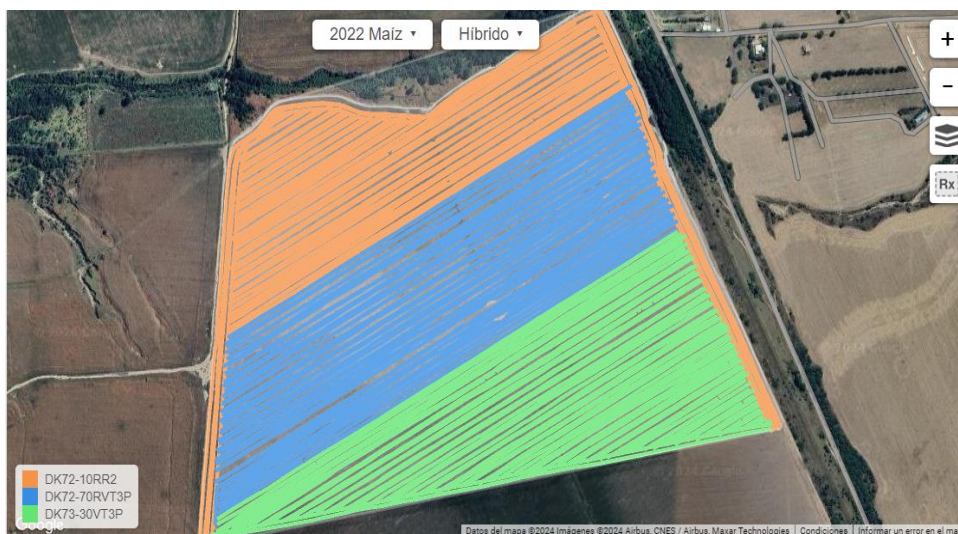 2022 Maíz
Híbrido
+
−
Rx
DK72-10RR2
DK72-70RVT3P
DK73-30VT3P
Google
Datos del mapa ©2024 Imágenes ©2024 Airbus, CNES / Airbus, Maxar Technologies
Condiciones
Informar un error en el ma